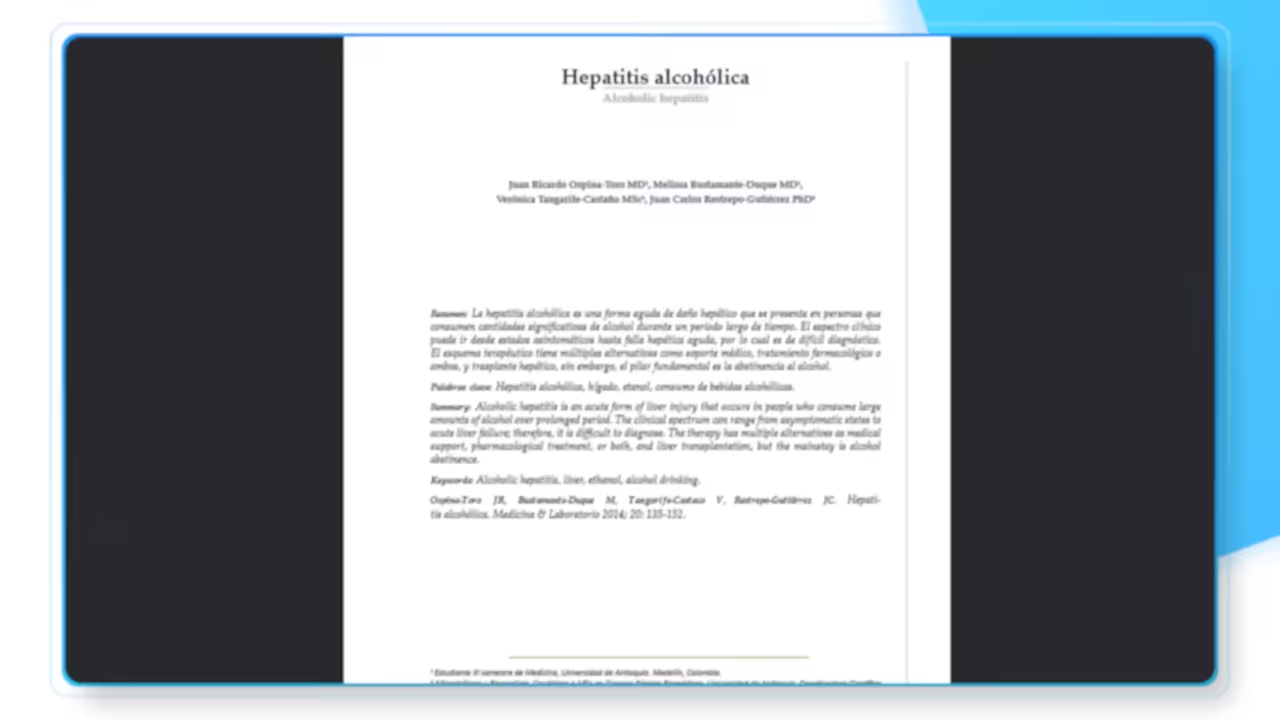 Hepatitis alcohólica
Alcoholic hepatitis
Juan Ricardo Ospina-Toro MD¹, Melissa Bustamante-Duque MD¹,
Verónica Tangarife-Castaño MSc², Juan Carlos Restrepo-Gutiérrez PhD³
Resumen: La hepatitis alcohólica es una forma aguda de daño hepático que se presenta en personas que
consumen cantidades significativas de alcohol durante un periodo largo de tiempo. El espectro clínico
puede ir desde estados asintomáticos hasta falla hepática aguda, por lo cual es de difícil diagnóstico.
El esquema terapéutico tiene múltiples alternativas como soporte médico, tratamiento farmacológico o
ambos, y trasplante hepático, sin embargo, el pilar fundamental es la abstinencia al alcohol.
Palabras clave: Hepatitis alcohólica, hígado, etanol, consumo de bebidas alcohólicas.
Summary: Alcoholic hepatitis is an acute form of liver injury that occurs in people who consume large
amounts of alcohol over prolonged period. The clinical spectrum can range from asymptomatic states to
acute liver failure; therefore, it is difficult to diagnose. The therapy has multiple alternatives as medical
support, pharmacological treatment, or both, and liver transplantation, but the mainstay is alcohol
abstinence.
Keywords: Alcoholic hepatitis, liver, ethanol, alcohol drinking.
Ospina-Toro JR, Bustamante-Duque M, Tangarife-Castaño V, Restrepo-Gutiérrez JC. Hepati-
tis alcohólica. Medicina & Laboratorio 2014; 20: 135-152.
¹ Estudiante XI semestre de Medicina, Universidad de Antioquia. Medellín, Colombia.